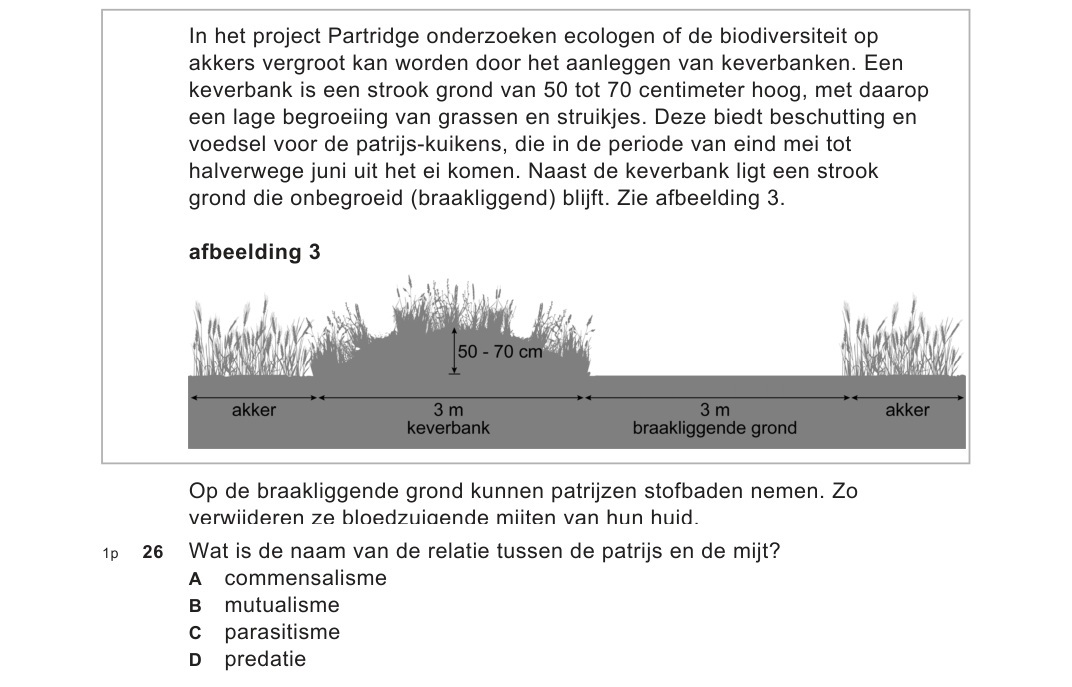 In het project Partridge onderzoeken ecologen of de biodiversiteit op
akkers vergroot kan worden door het aanleggen van keverbanken. Een
keverbank is een strook grond van 50 tot 70 centimeter hoog, met daarop
een lage begroeiing van grassen en struikjes. Deze biedt beschutting en
voedsel voor de patrijs-kuikens, die in de periode van eind mei tot
halverwege juni uit het ei komen. Naast de keverbank ligt een strook
grond die onbegroeid (braakliggend) blijft. Zie afbeelding 3.
afbeelding 3
50 - 70 cm
akker
3 m
keverbank
3 m
braakliggende grond
akker
Op de braakliggende grond kunnen patrijzen stofbaden nemen. Zo
verwijderen ze bloedzuigende mijten van hun huid.
1p 26 Wat is de naam van de relatie tussen de patrijs en de mijt?
A commensalisme
B mutualisme
C parasitisme
D predatie